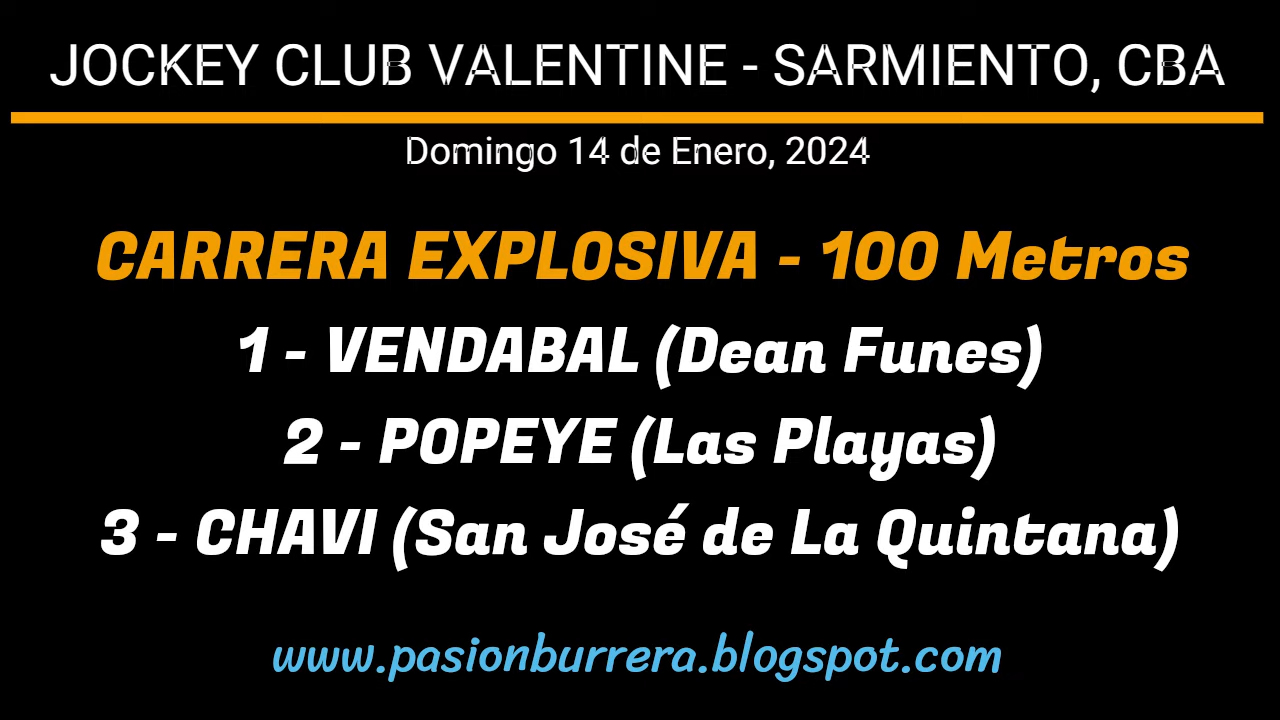 JOCKEY CLUB VALENTINE - SARMIENTO, CBA
Domingo 14 de Enero, 2024
CARRERA EXPLOSIVA - 100 Metros
1 - VENDABAL (Dean Funes)
2 - POPEYE (Las Playas)
3 - CHAVI (San José de La Quintana)
www.pasionburrera.blogspot.com